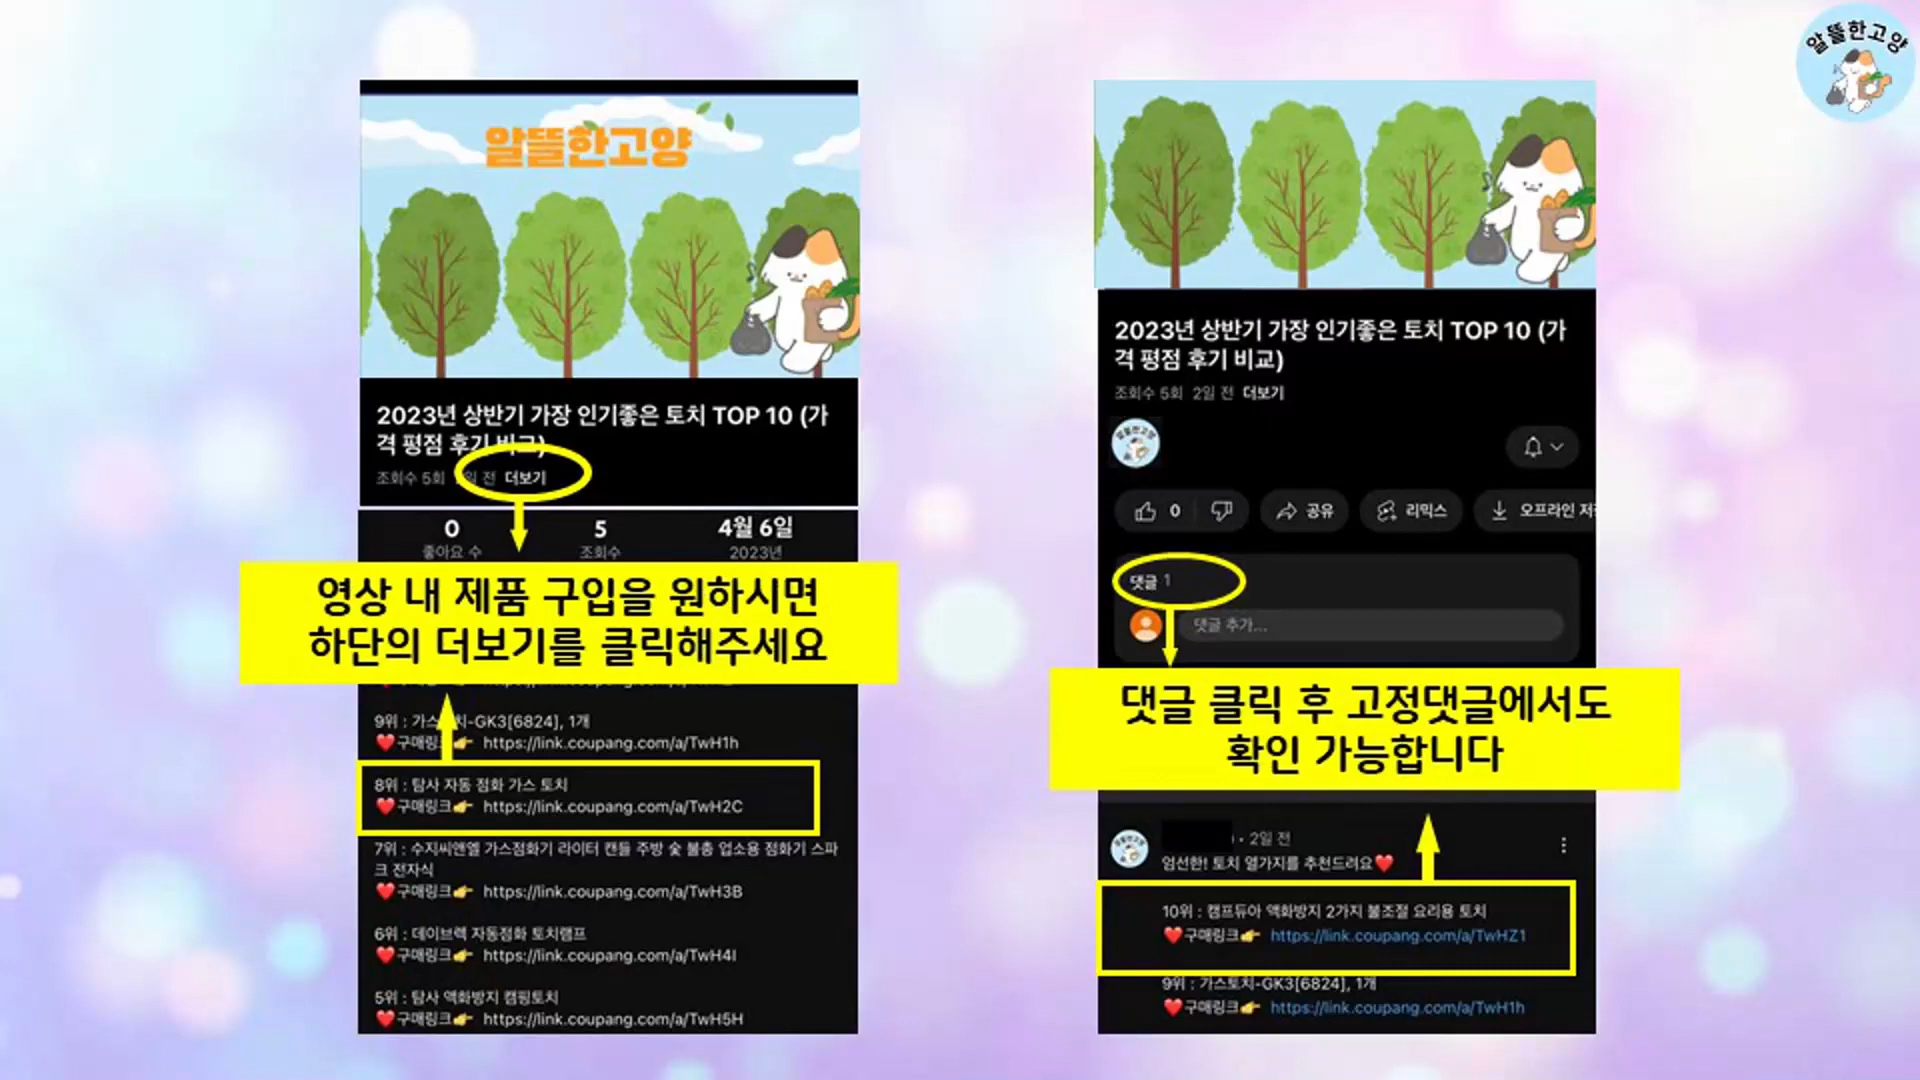 알뜰한고양
알뜰한고양
2023년 상반기 가장 인기좋은 토치 TOP 10 (가
격 평점 후기 비교)
조회수 5회 일 전 더보기
0 5 4월 6일
좋아요 수 조회수 2023년
영상 내 제품 구입을 원하시면
하단의 더보기를 클릭해주세요
9위 : 가스토치-GK3[6824], 1개
❤️구매링크👉 https://link.coupang.com/a/TwH1h
8위 : 탐사 자동 점화 가스 토치
❤️구매링크👉 https://link.coupang.com/a/TwH2C
7위 : 수지씨앤엘 가스점화기 라이터 캔들 주방 숯 불총 업소용 점화기 스파
크 전자식
❤️구매링크👉 https://link.coupang.com/a/TwH3B
6위 : 데이브렉 자동점화 토치램프
❤️구매링크👉 https://link.coupang.com/a/TwH4I
5위 : 탐사 액화방지 캠핑토치
❤️구매링크👉 https://link.coupang.com/a/TwH5H
2023년 상반기 가장 인기좋은 토치 TOP 10 (가
격 평점 후기 비교)
조회수 5회 2일 전 더보기
알뜰한고양
0 공유 리믹스 오프라인 저
댓글 1
댓글 추가...
댓글 클릭 후 고정댓글에서도
확인 가능합니다
• 2일 전
엄선한! 토치 열가지를 추천드려요❤️
10위 : 캠프듀아 액화방지 2가지 불조절 요리용 토치
❤️구매링크👉 https://link.coupang.com/a/TwHZ1
9위 : 가스토치-GK3[6824], 1개
❤️구매링크👉 https://link.coupang.com/a/TwH1h